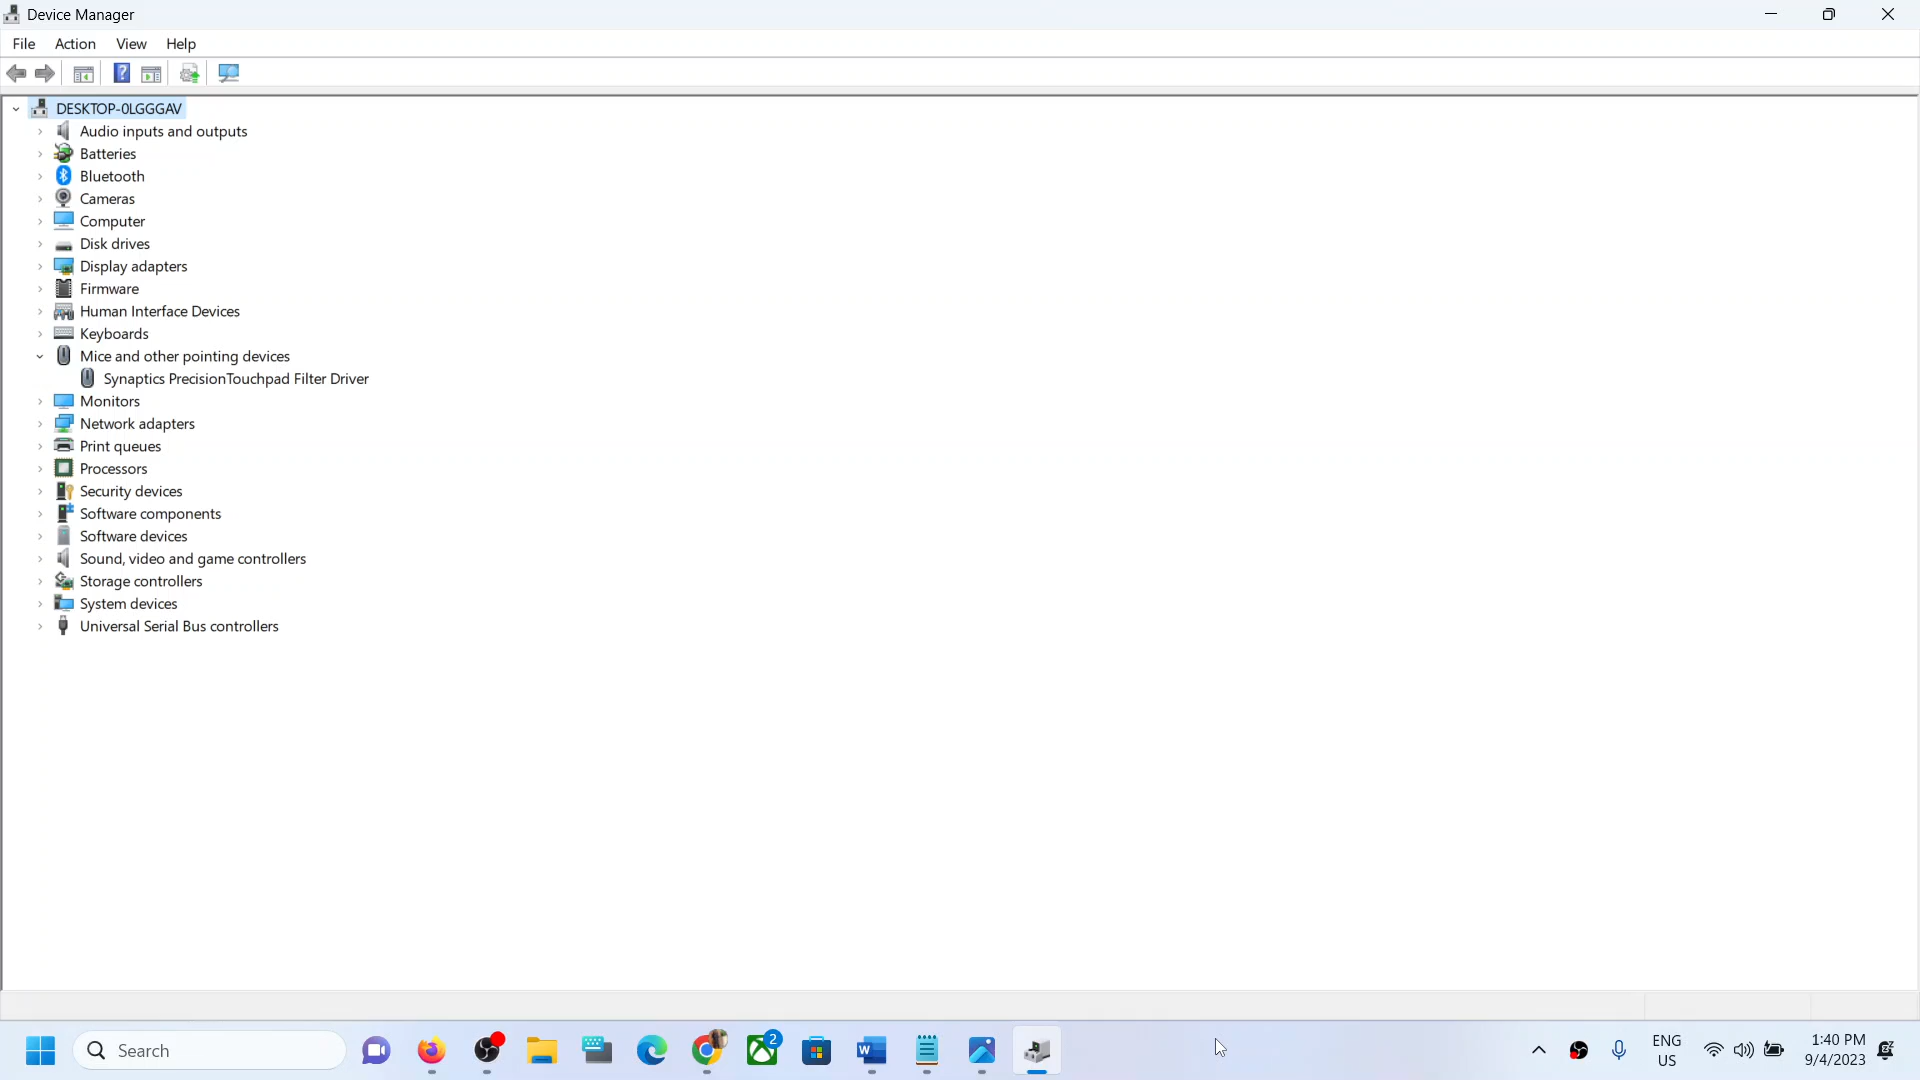 Device Manager
File Action View Help
DESKTOP-0LGGGAV
Audio inputs and outputs
Batteries
Bluetooth
Cameras
Computer
Disk drives
Display adapters
Firmware
Human Interface Devices
Keyboards
Mice and other pointing devices
Synaptics PrecisionTouchpad Filter Driver
Monitors
Network adapters
Print queues
Processors
Security devices
Software components
Software devices
Sound, video and game controllers
Storage controllers
System devices
Universal Serial Bus controllers
Search
2
ENG
US
1:40 PM
9/4/2023